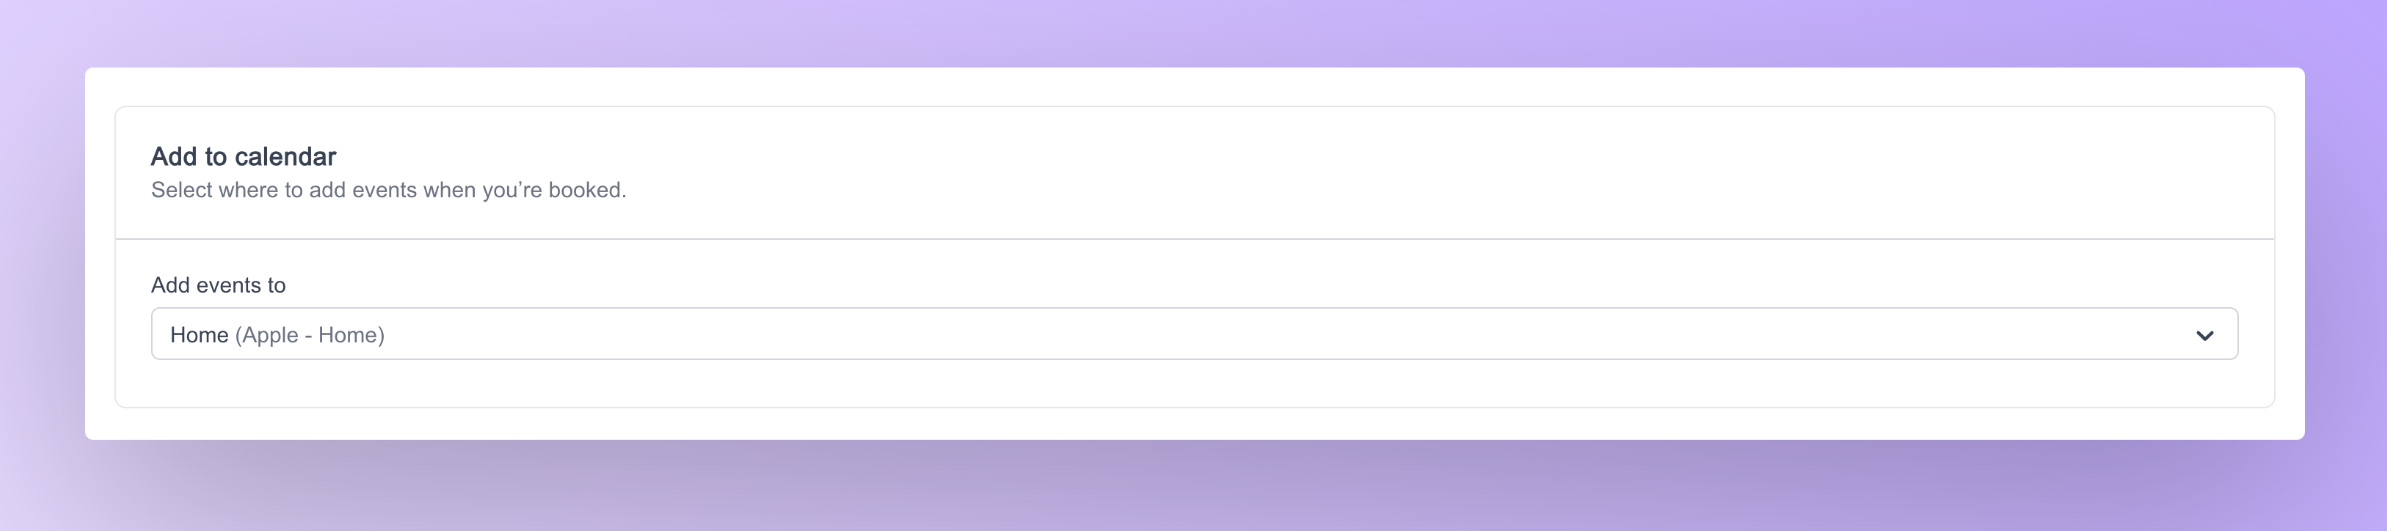 Add to calendar
Select where to add events when you’re booked.
Add events to
Home (Apple - Home)